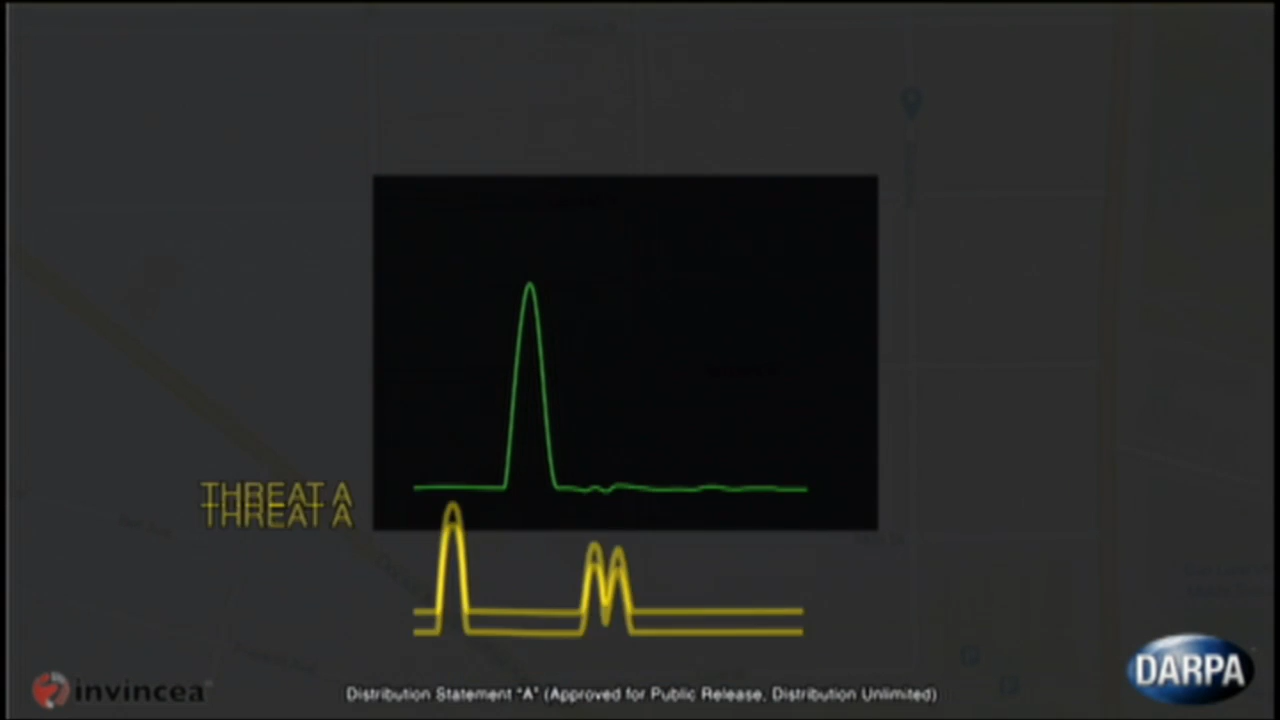 THREAT A
THREAT A
invincea
Distribution Statement "A" (Approved for Public Release, Distribution Unlimited)
DARPA